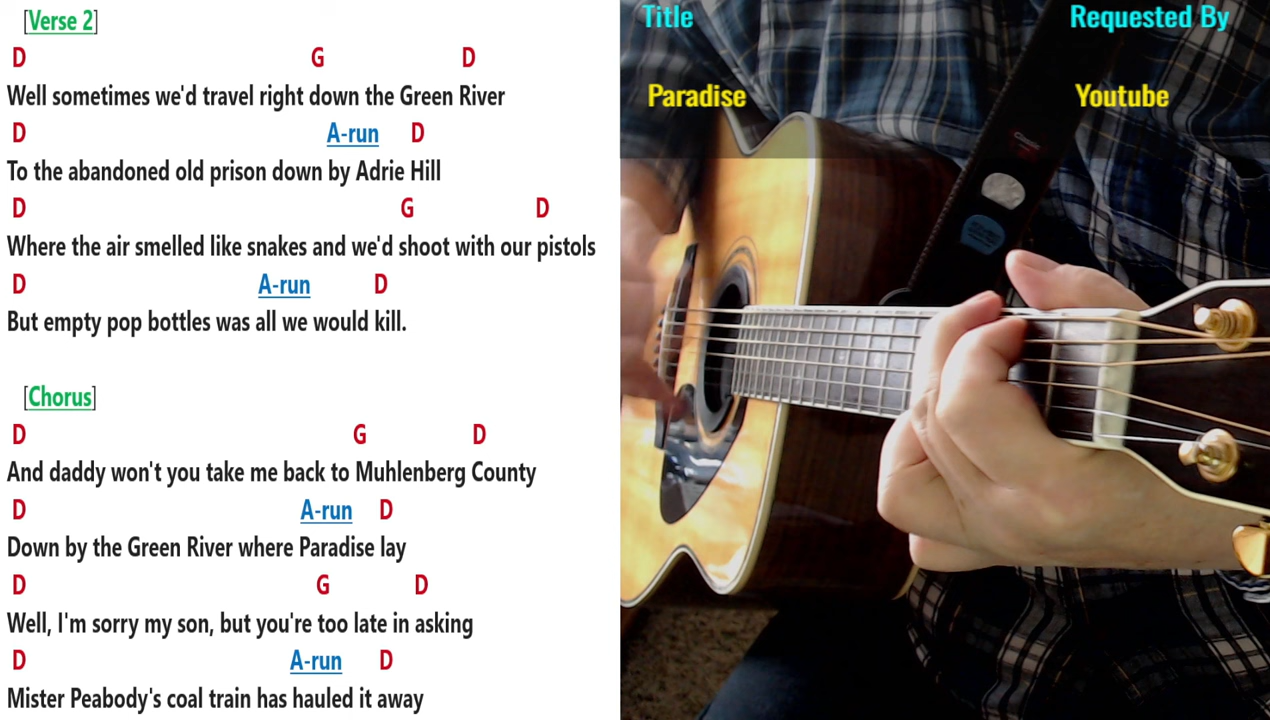 [Verse 2]
D G D
Well sometimes we'd travel right down the Green River
D A-run D
To the abandoned old prison down by Adrie Hill
D G D
Where the air smelled like snakes and we'd shoot with our pistols
D A-run D
But empty pop bottles was all we would kill.
[Chorus]
D G D
And daddy won't you take me back to Muhlenberg County
D A-run D
Down by the Green River where Paradise lay
D G D
Well, I'm sorry my son, but you're too late in asking
D A-run D
Mister Peabody's coal train has hauled it away
Title Requested By
Paradise Youtube